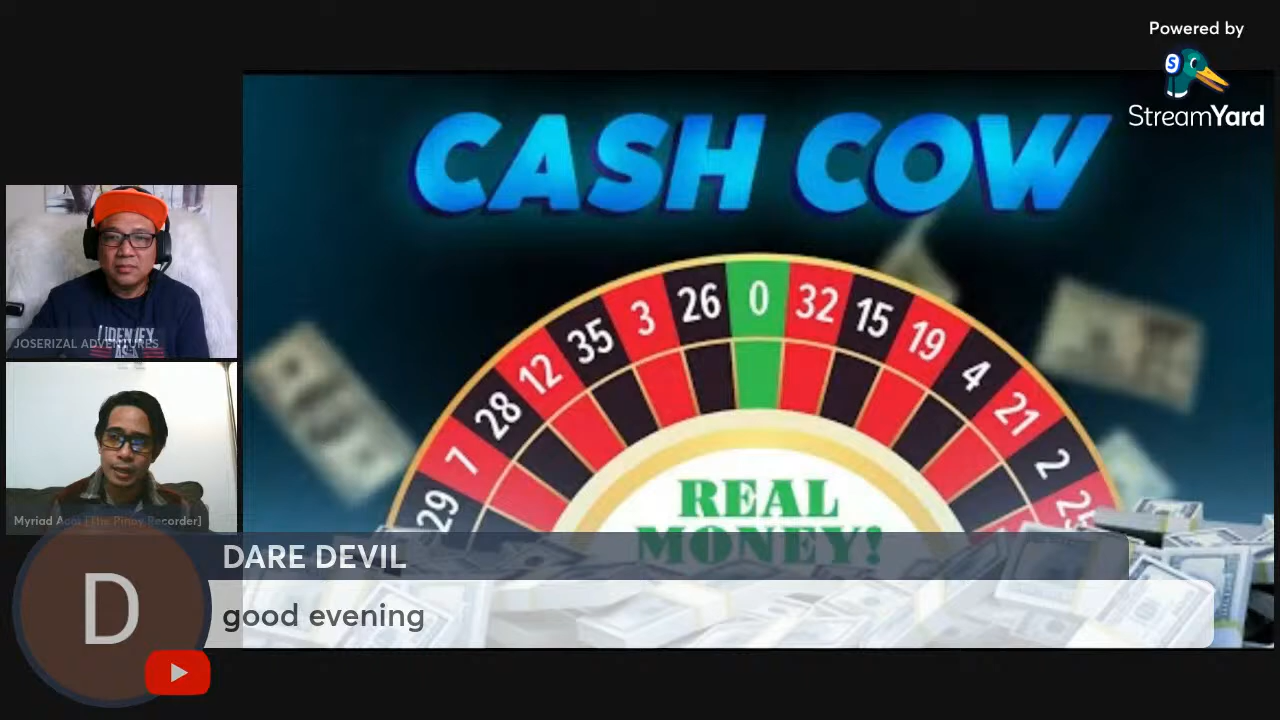 Powered by
StreamYard
CASH COW
29 7 28 12 35 3 26 0 32 15 19 4 21 2 25
REAL
MONEY!
JOSERIZAL ADVENTURES
[The Pinoy Recorder]
DARE DEVIL
D
good evening